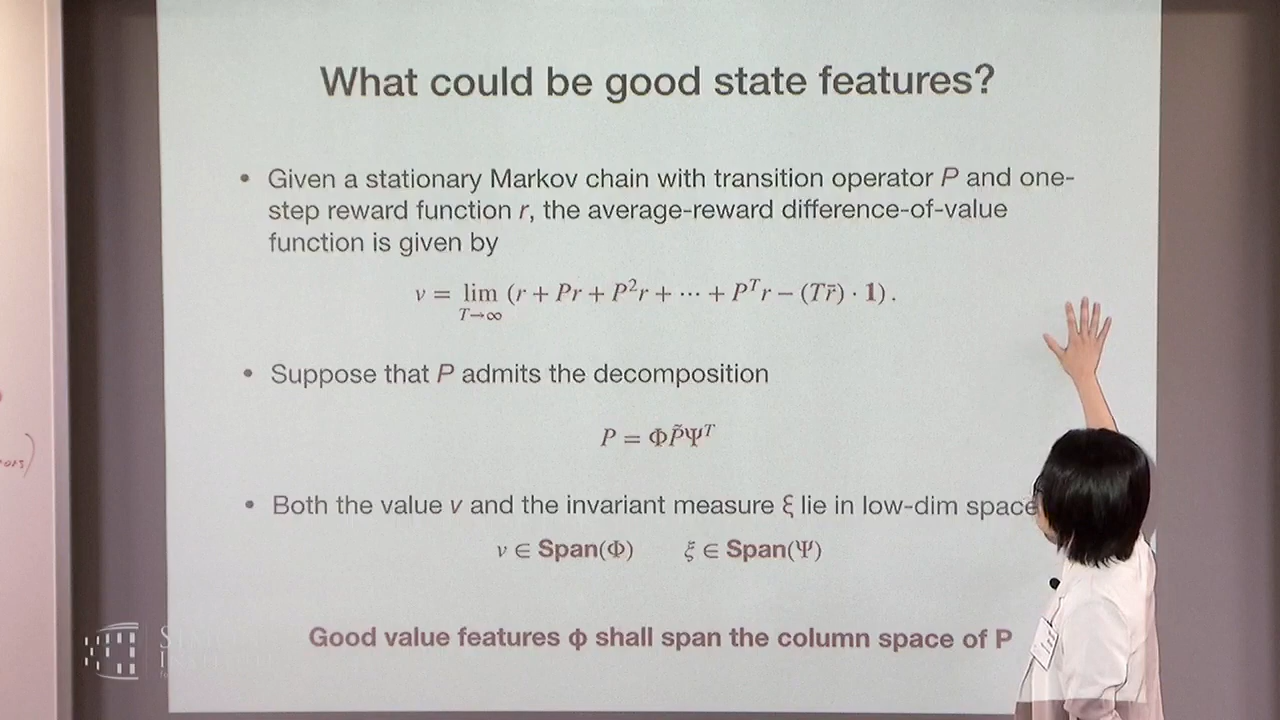 What could be good state features?
• Given a stationary Markov chain with transition operator P and one-
step reward function r, the average-reward difference-of-value
function is given by
v = lim T→∞ (r + Pr + P²r + ⋯ + Pᵀr − (Tr̄) · 1) .
• Suppose that P admits the decomposition
P = ΦP̃Ψᵀ
• Both the value v and the invariant measure ξ lie in low-dim space
v ∈ Span(Φ) ξ ∈ Span(Ψ)
Good value features ϕ shall span the column space of P